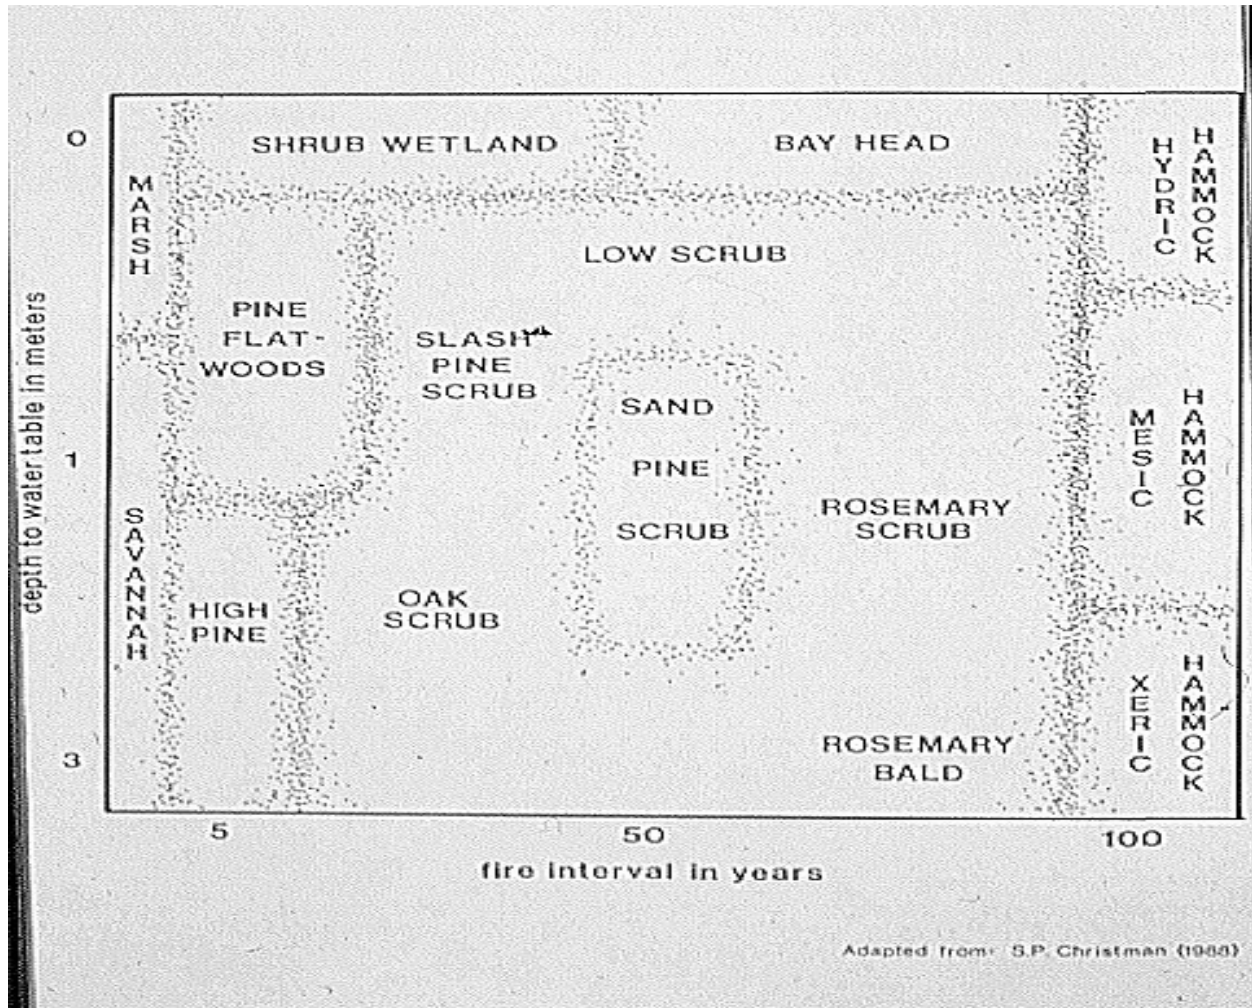 0
SHRUB WETLAND
BAY HEAD
HYDRIC
HAMMOCK
MARSH
LOW SCRUB
PINE
FLAT-
WOODS
SLASH
PINE
SCRUB
SAND
PINE
SCRUB
MESIC
HAMMOCK
depth to water table in meters
1
SAVANNAH
ROSEMARY
SCRUB
HIGH
PINE
OAK
SCRUB
XERIC
HAMMOCK
3
ROSEMARY
BALD
5
50
100
fire interval in years
Adapted from: S.P. Christman (1988)